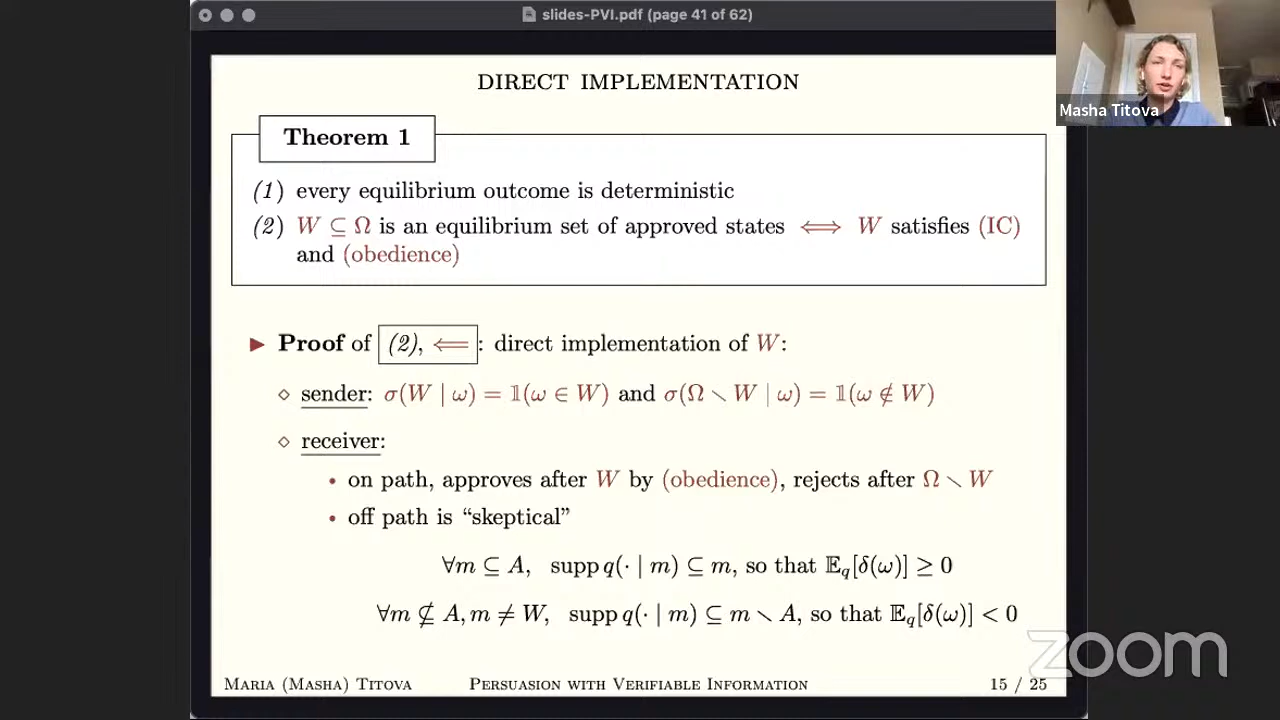 slides-PVI.pdf (page 41 of 62)
Masha Titova
DIRECT IMPLEMENTATION
Theorem 1
(1) every equilibrium outcome is deterministic
(2) W ⊆ Ω is an equilibrium set of approved states ⟺ W satisfies (IC)
and (obedience)
▶ Proof of (2), ⟸ : direct implementation of W:
⋄ sender: σ(W | ω) = 𝟙(ω ∈ W) and σ(Ω ∖ W | ω) = 𝟙(ω ∉ W)
⋄ receiver:
• on path, approves after W by (obedience), rejects after Ω ∖ W
• off path is “skeptical”
∀m ⊆ A, supp q(· | m) ⊆ m, so that 𝔼q[δ(ω)] ≥ 0
∀m ⊈ A, m ≠ W, supp q(· | m) ⊆ m ∖ A, so that 𝔼q[δ(ω)] < 0
zoom
Maria (Masha) Titova Persuasion with Verifiable Information 15 / 25